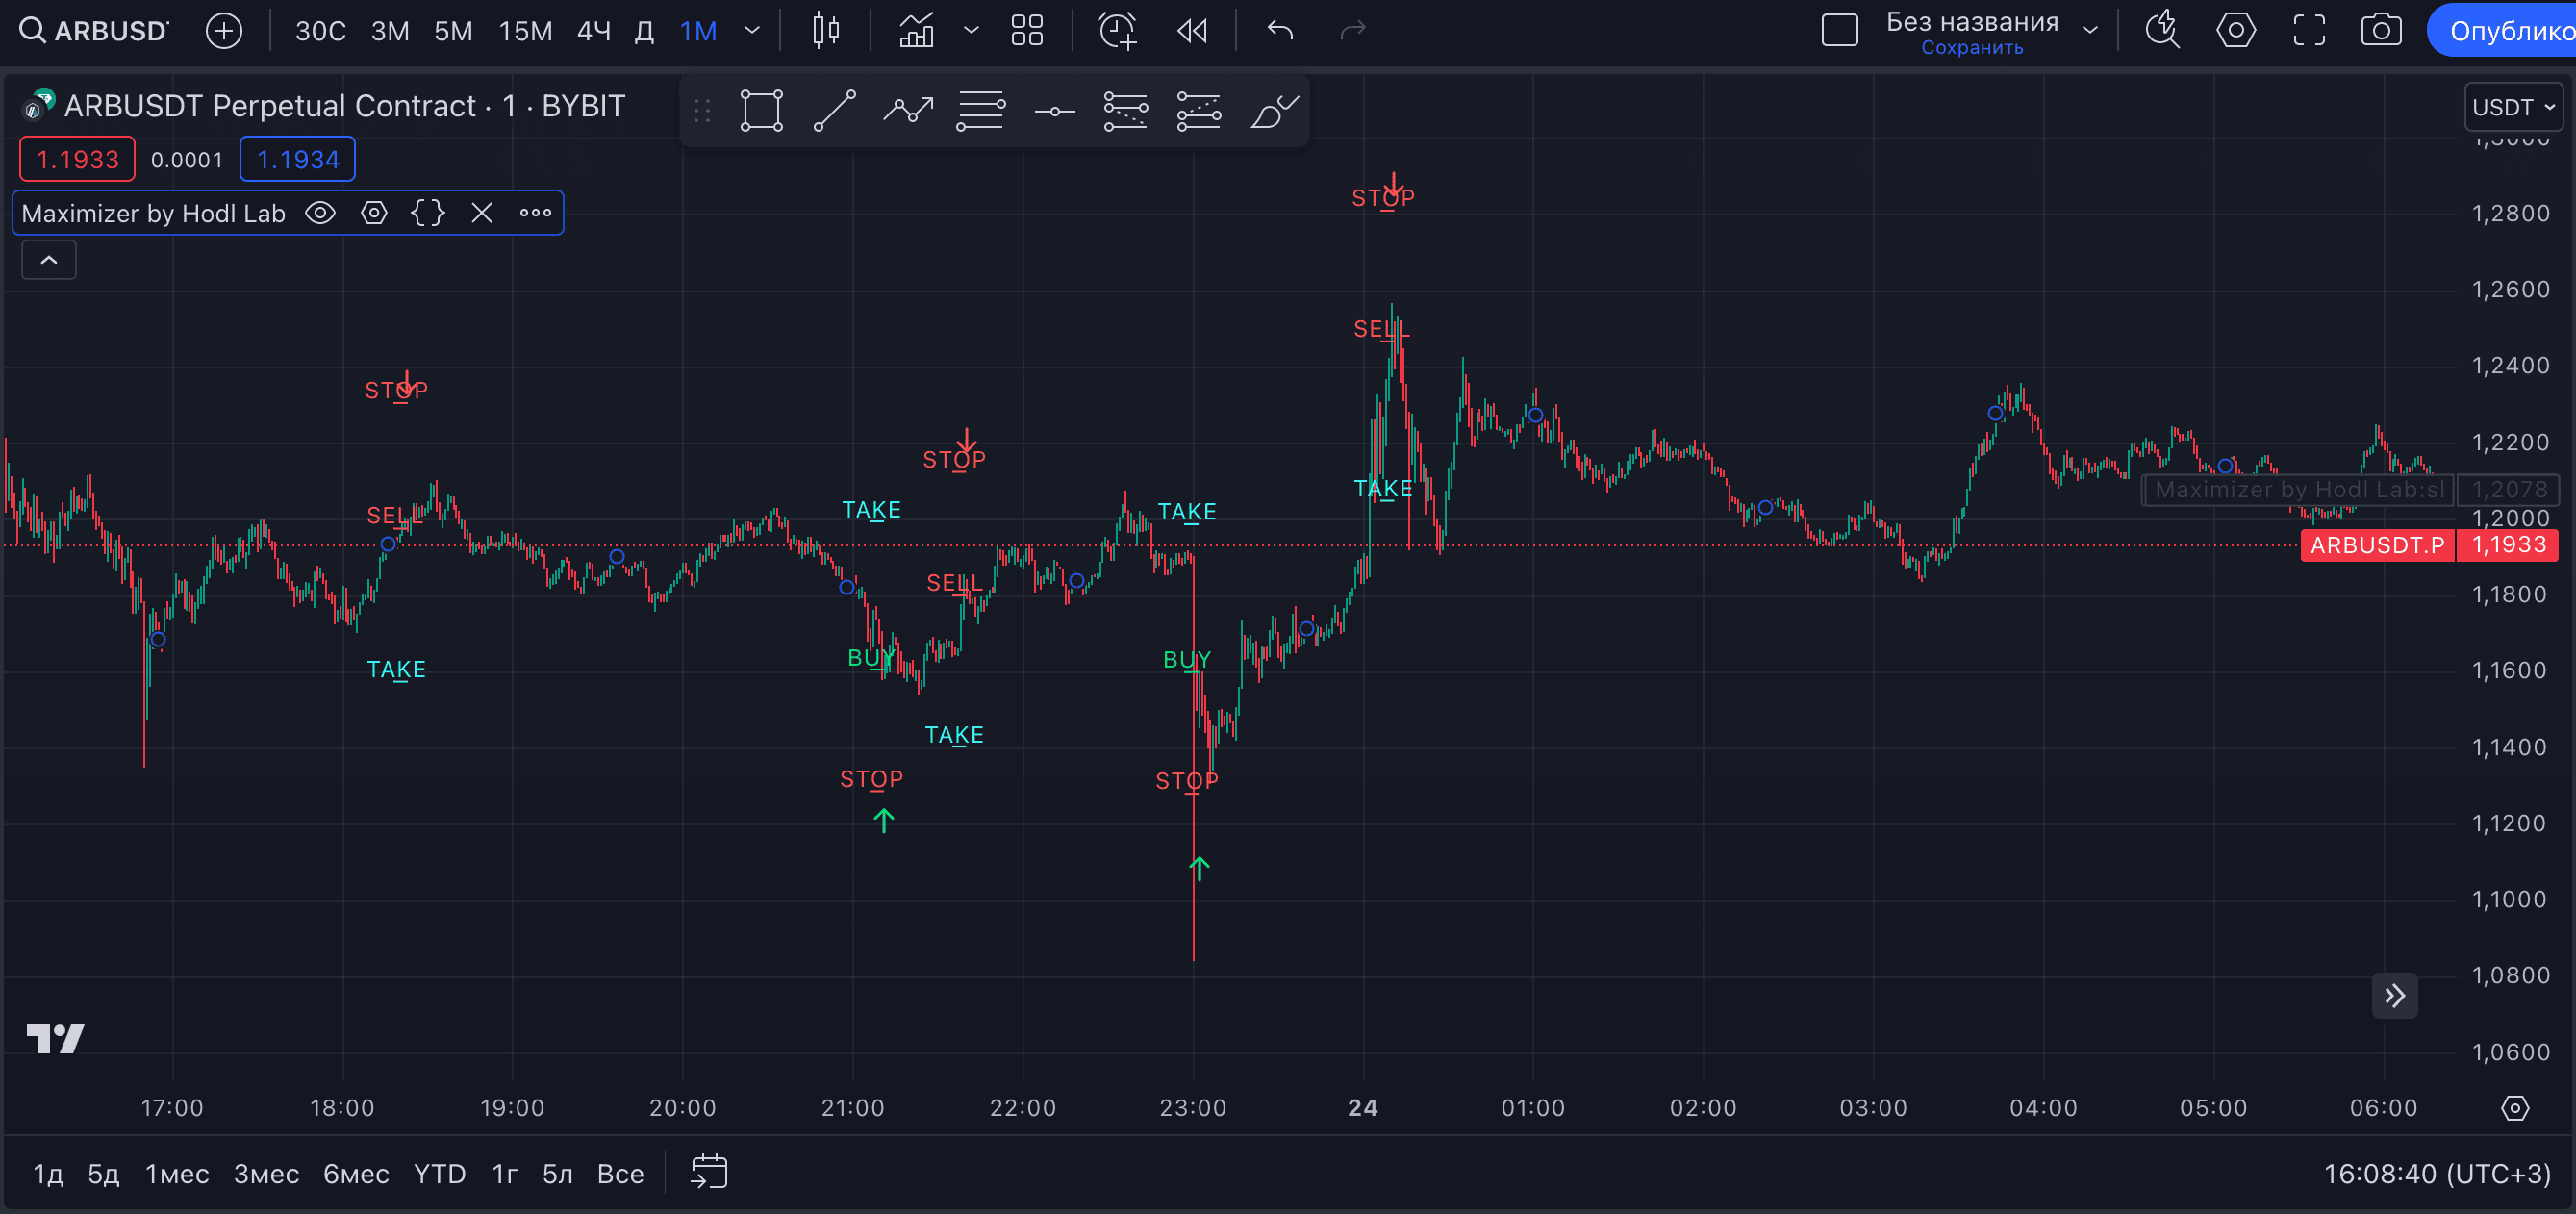 ARBUSDT 30С 3М 5М 15М 4Ч Д 1М Без названия Опублико
Сохранить
ARBUSDT Perpetual Contract · 1 · BYBIT USDT
1.1933 0.0001 1.1934
Maximizer by Hodl Lab
1,3000
STOP 1,2800
1,2600
SELL
1,2400
STOP
1,2200
STOP
TAKE Maximizer by Hodl Lab:sl 1,2078
SELL TAKE TAKE 1,2000
ARBUSDT.P 1,1933
SELL 1,1800
BUY BUY
TAKE 1,1600
TAKE 1,1400
STOP STOP
1,1200
1,1000
1,0800
1,0600
17:00 18:00 19:00 20:00 21:00 22:00 23:00 24 01:00 02:00 03:00 04:00 05:00 06:00
1д 5д 1мес 3мес 6мес YTD 1г 5л Все 16:08:40 (UTC+3)